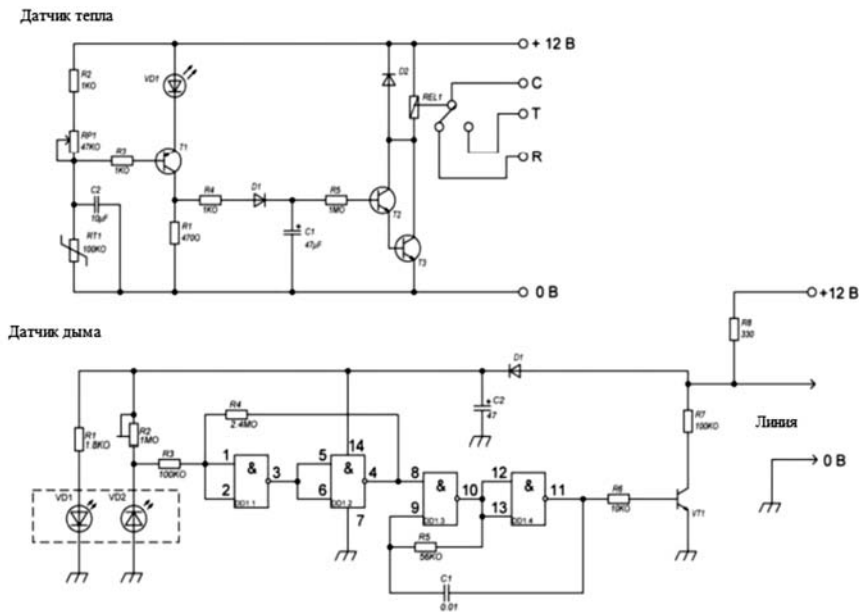 Датчик тепла
+ 12 В
R2
1КО
VD1
D2
REL1
C
T
R
RP1
47КО
R3
1КО
T1
C2
10µF
R4
1КО
D1
R5
1МО
T2
RT1
100КО
R1
470О
C1
47µF
T3
0 В
Датчик дыма
+12 В
R8
330
D1
R4
2.4МО
C2
47
R1
1.8КО
R2
1МО
R3
100КО
R7
100КО
Линия
1
2
&
DD1.1
3
5
6
14
&
DD1.2
4
7
8
9
&
DD1.3
10
12
13
&
DD1.4
11
R6
10КО
VT1
0 В
VD1
VD2
R5
56КО
C1
0.01